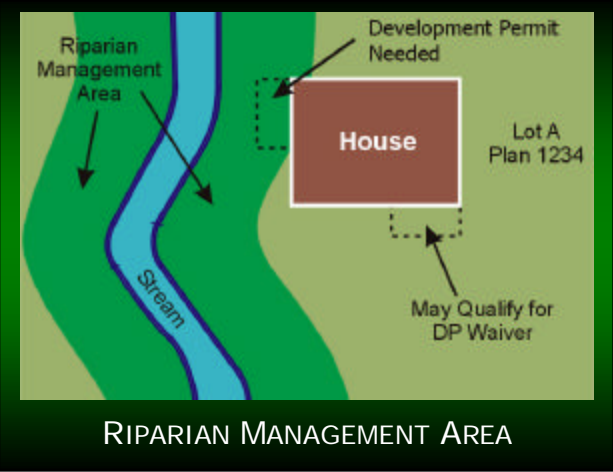 Riparian
Management
Area
Development Permit
Needed
House
Lot A
Plan 1234
Stream
May Qualify for
DP Waiver
RIPARIAN MANAGEMENT AREA